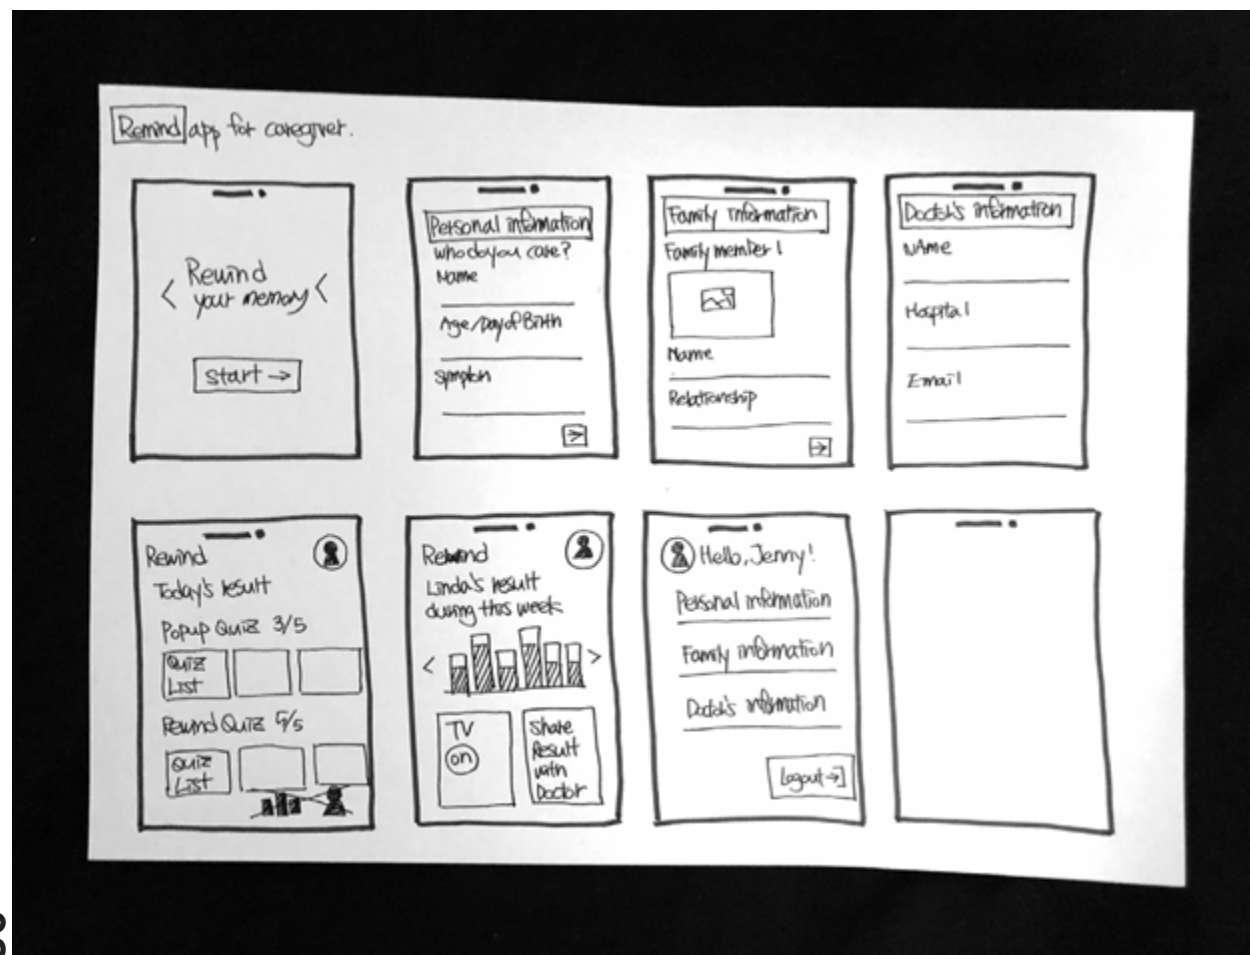 Remind app for caregiver.
< Rewind
your memory <
Start →
Personal information
who do you care?
Name
Age/Day of Birth
Symptom
Family information
Family member 1
Name
Relationship
Doctor's information
NAme
Hospital
Email
Rewind
Today's result
Popup Quiz 3/5
Quiz
List
Rewind Quiz 5/5
Quiz
List
Rewind
Linda's result
during this week
TV
on
Share
Result
with
Doctor
Hello, Jenny!
Personal information
Family information
Doctor's information
Logout